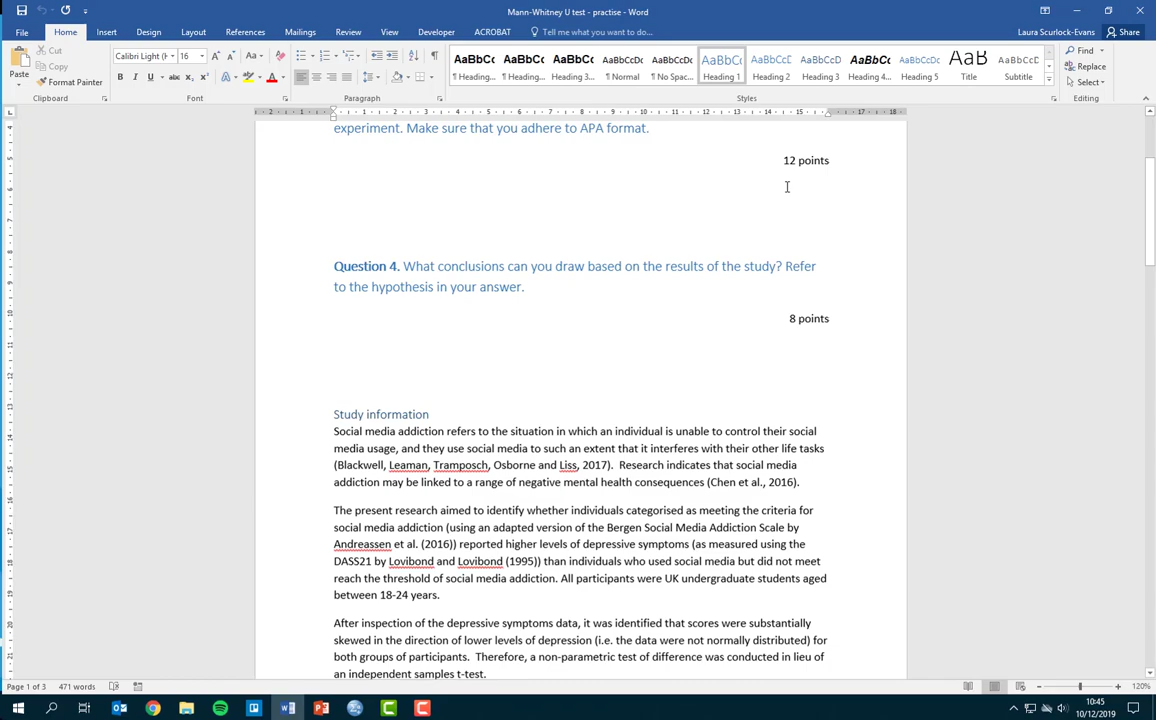 Mann-Whitney U test - practise - Word
Laura Scurlock-Evans
Share
File Home Insert Design Layout References Mailings Review View Developer ACROBAT Tell me what you want to do...
Paste
Cut
Copy
Format Painter
Clipboard
Calibri Light (H 16
Font
Paragraph
AaBbCc AaBbCc AaBbCc AaBbCcDc AaBbCcDc AaBbCc AaBbCcC AaBbCcD AaBbCc AaBbCcDc AaB AaBbCcD
¶ Heading... ¶ Heading... Heading 3... ¶ Normal ¶ No Spac... Heading 1 Heading 2 Heading 3 Heading 4... Heading 5 Title Subtitle
Styles
Find
Replace
Select
Editing
experiment. Make sure that you adhere to APA format.
12 points
Question 4. What conclusions can you draw based on the results of the study? Refer
to the hypothesis in your answer.
8 points
Study information
Social media addiction refers to the situation in which an individual is unable to control their social
media usage, and they use social media to such an extent that it interferes with their other life tasks
(Blackwell, Leaman, Tramposch, Osborne and Liss, 2017).  Research indicates that social media
addiction may be linked to a range of negative mental health consequences (Chen et al., 2016).
The present research aimed to identify whether individuals categorised as meeting the criteria for
social media addiction (using an adapted version of the Bergen Social Media Addiction Scale by
Andreassen et al. (2016)) reported higher levels of depressive symptoms (as measured using the
DASS21 by Lovibond and Lovibond (1995)) than individuals who used social media but did not meet
reach the threshold of social media addiction. All participants were UK undergraduate students aged
between 18-24 years.
After inspection of the depressive symptoms data, it was identified that scores were substantially
skewed in the direction of lower levels of depression (i.e. the data were not normally distributed) for
both groups of participants.  Therefore, a non-parametric test of difference was conducted in lieu of
an independent samples t-test.
Page 1 of 3 471 words
120%
10:45
10/12/2019